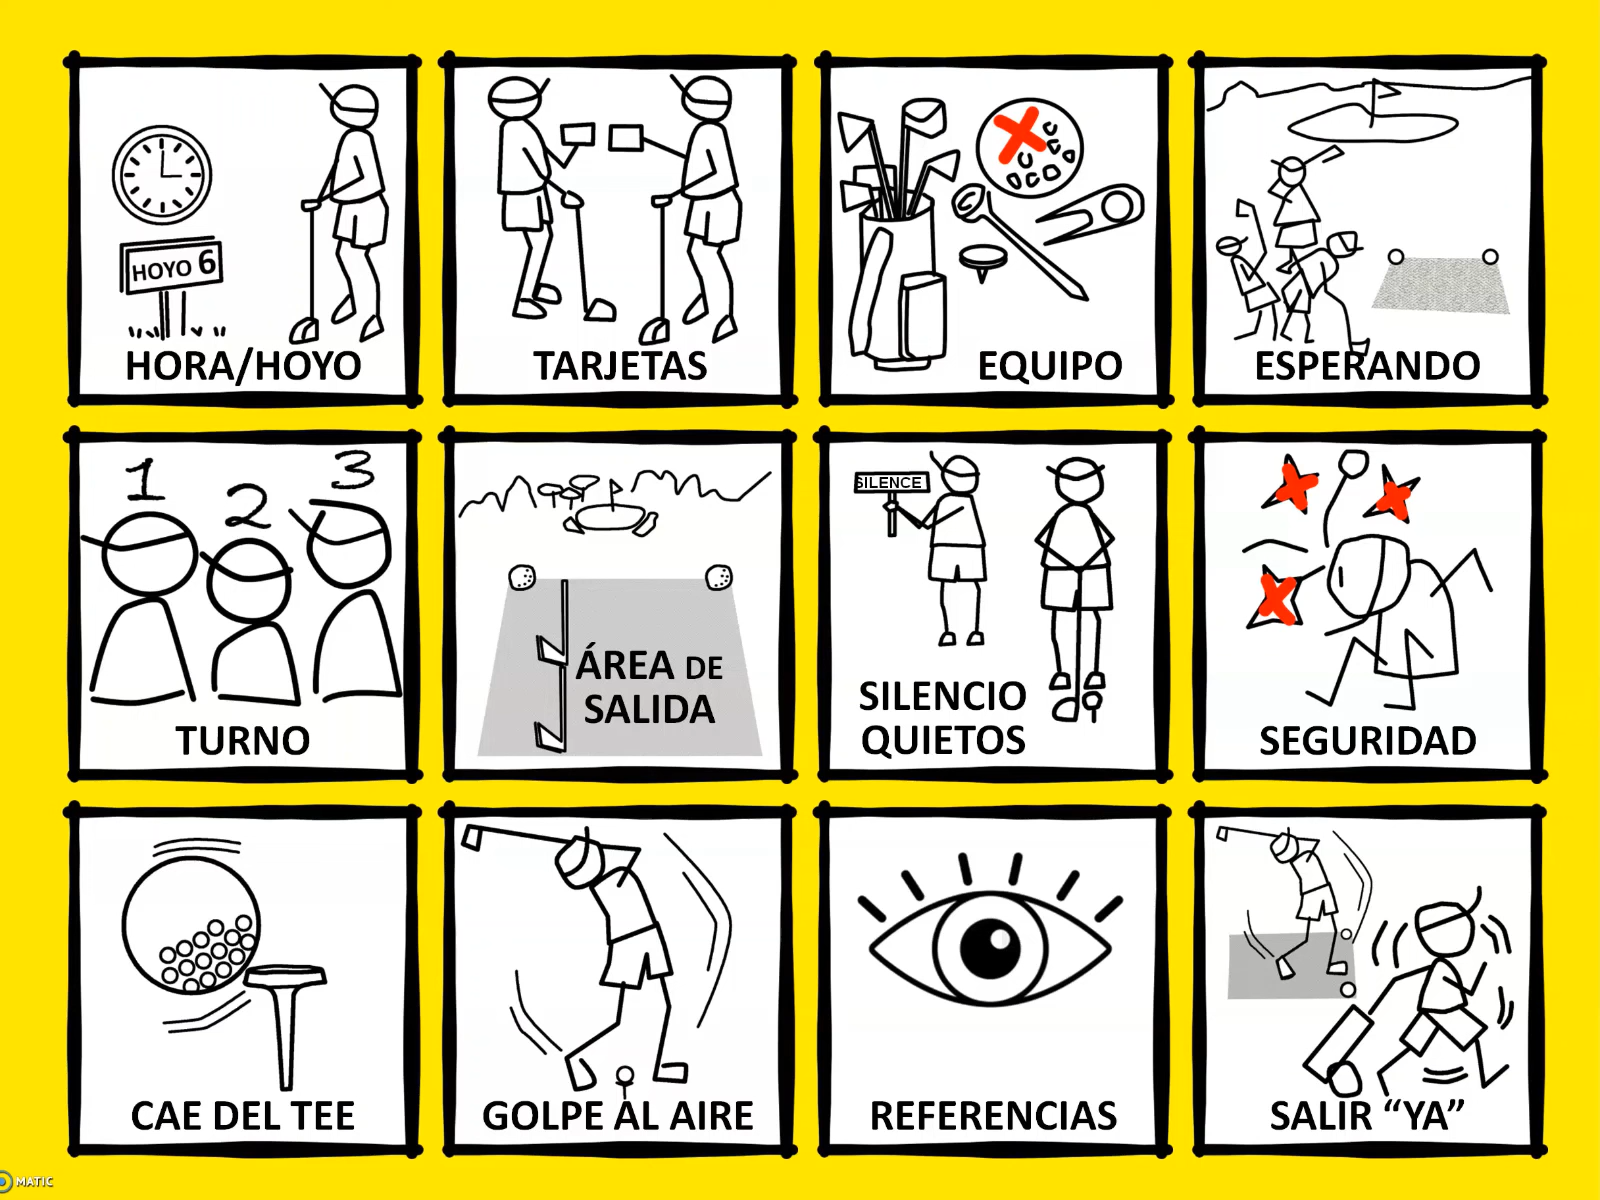 HOYO 6
HORA/HOYO
TARJETAS
EQUIPO
ESPERANDO
1
2
3
TURNO
ÁREA DE
SALIDA
SILENCE
SILENCIO
QUIETOS
SEGURIDAD
CAE DEL TEE
GOLPE AL AIRE
REFERENCIAS
SALIR “YA”
MATIC